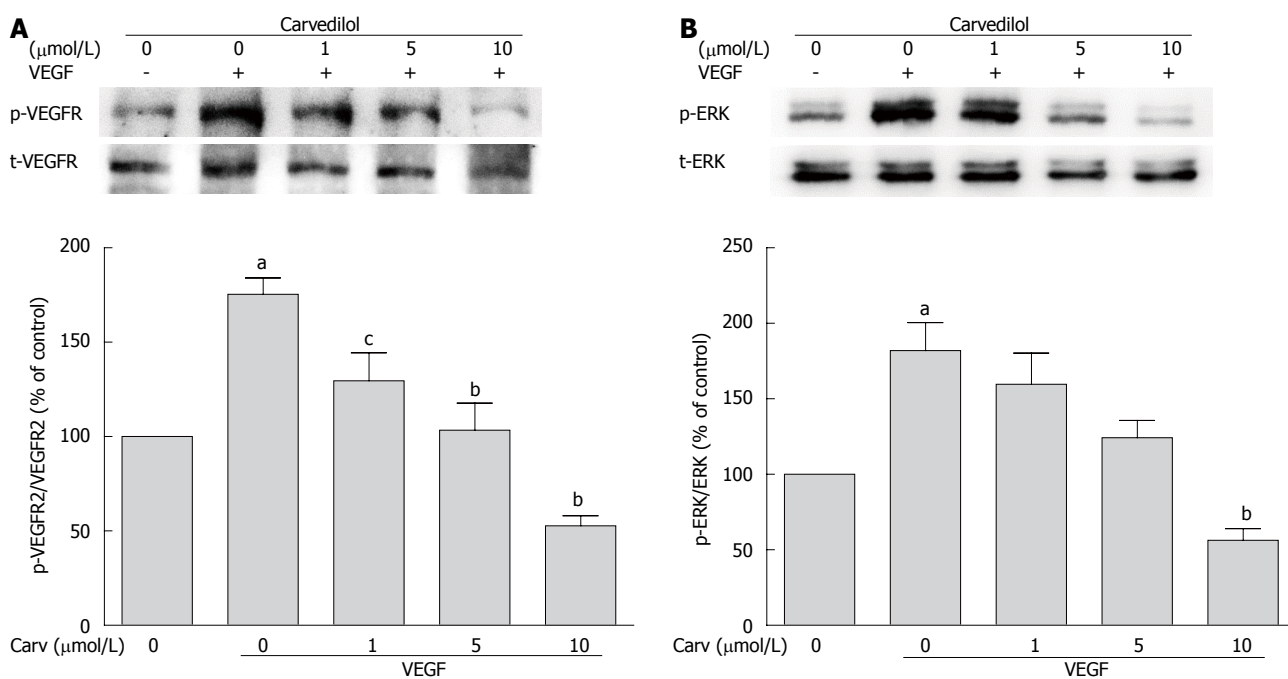 A
Carvedilol
(μmol/L) 0 0 1 5 10
VEGF - + + + +
p-VEGFR
t-VEGFR
p-VEGFR2/VEGFR2 (% of control)
200
150
100
50
0
a
c
b
b
Carv (μmol/L) 0 0 1 5 10
VEGF
B
Carvedilol
(μmol/L) 0 0 1 5 10
VEGF - + + + +
p-ERK
t-ERK
p-ERK/ERK (% of control)
250
200
150
100
50
0
a
b
Carv (μmol/L) 0 0 1 5 10
VEGF